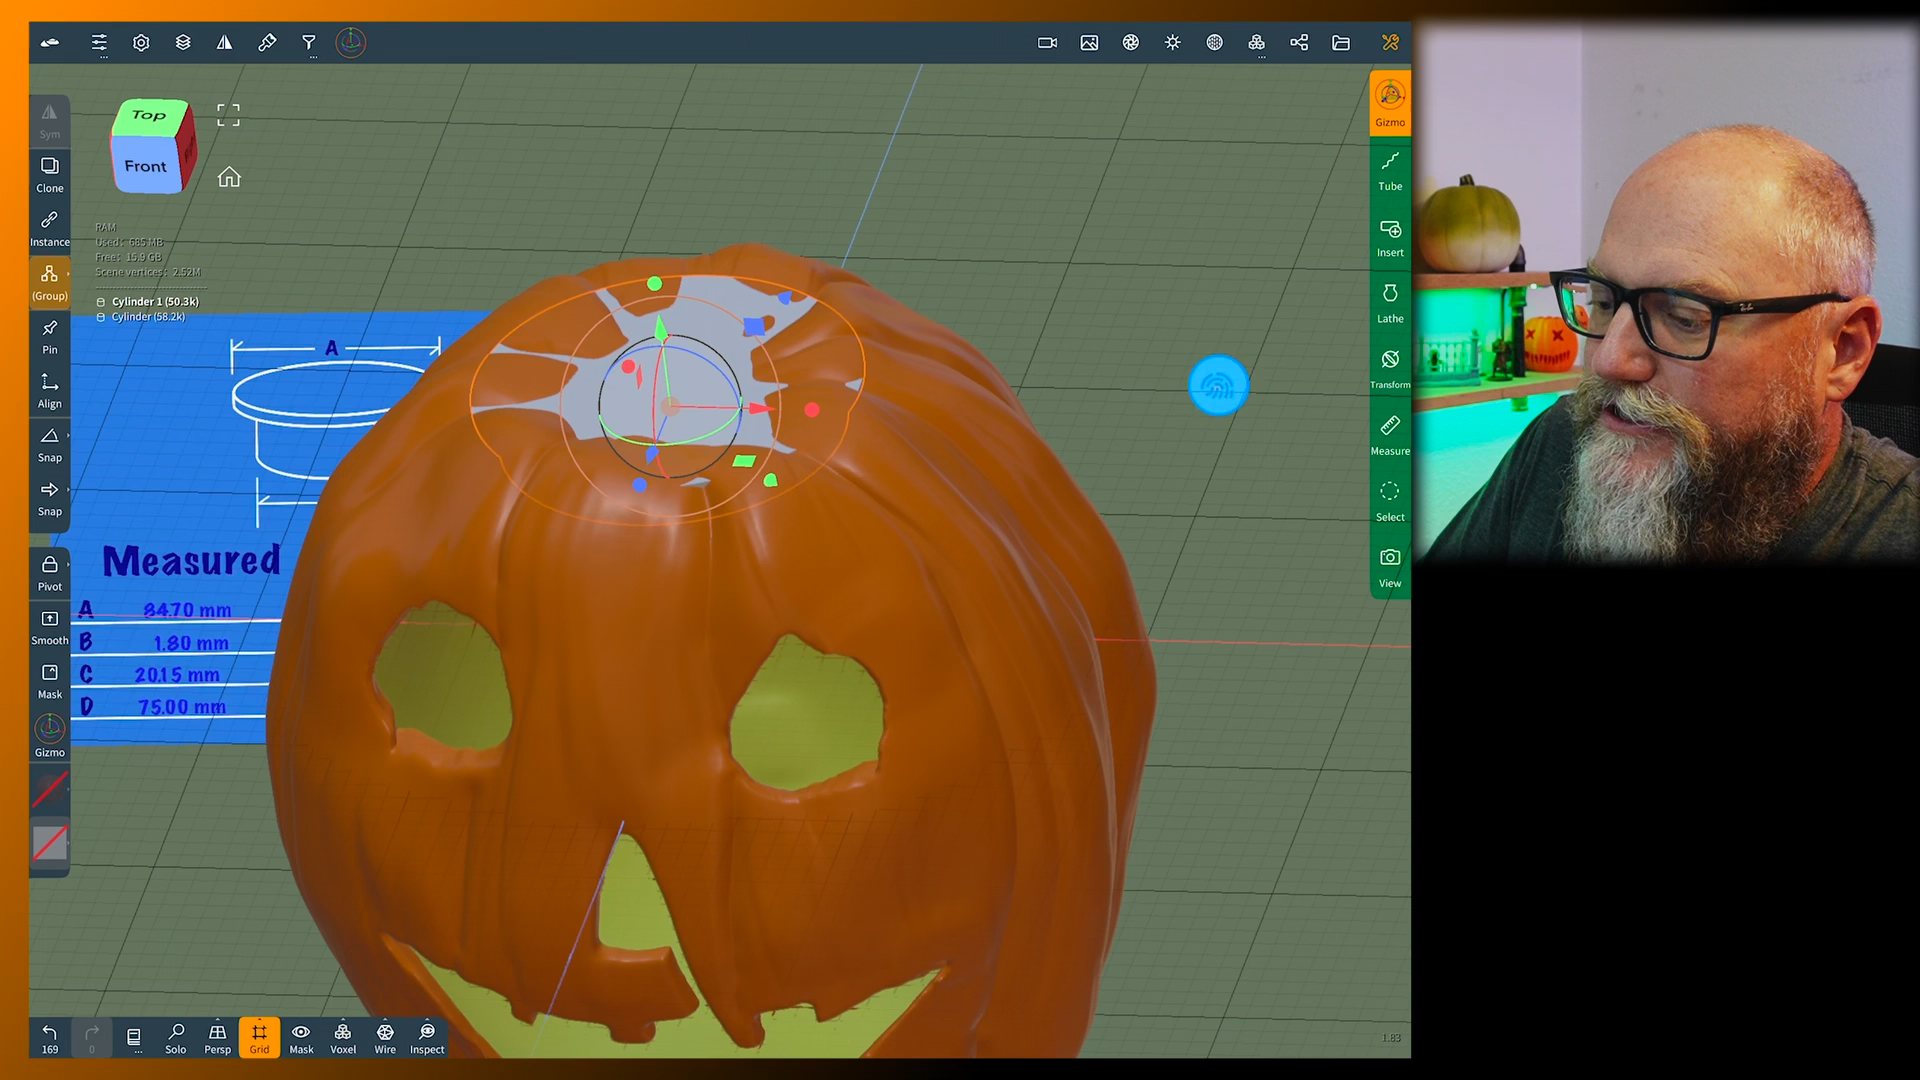 Top
Front
Sym
Clone
Instance
(Group)
Pin
Align
Snap
Snap
Pivot
Smooth
Mask
Gizmo
RAM
Used: 685 MB
Free: 15.9 GB
Scene vertices: 2.52M
Cylinder 1 (50.3k)
Cylinder (58.2k)
A
Measured
A 84.70 mm
B 1.80 mm
C 20.15 mm
D 75.00 mm
Gizmo
Tube
Insert
Lathe
Transform
Measure
Select
View
169
0
Solo
Persp
Grid
Mask
Voxel
Wire
Inspect
1.83